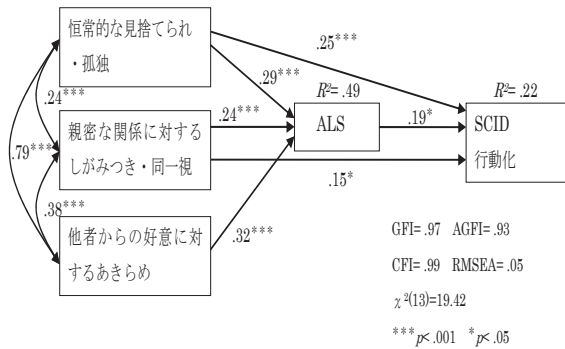 恒常的な見捨てられ
・孤独
.25***
.29***
R²= .49
R²= .22
.24***
親密な関係に対する
しがみつき・同一視
.24***
ALS
.19*
SCID
行動化
.79***
.15*
.38***
他者からの好意に対
するあきらめ
.32***
GFI= .97 AGFI= .93
CFI= .99 RMSEA= .05
χ²(13)=19.42
***p<.001 *p<.05